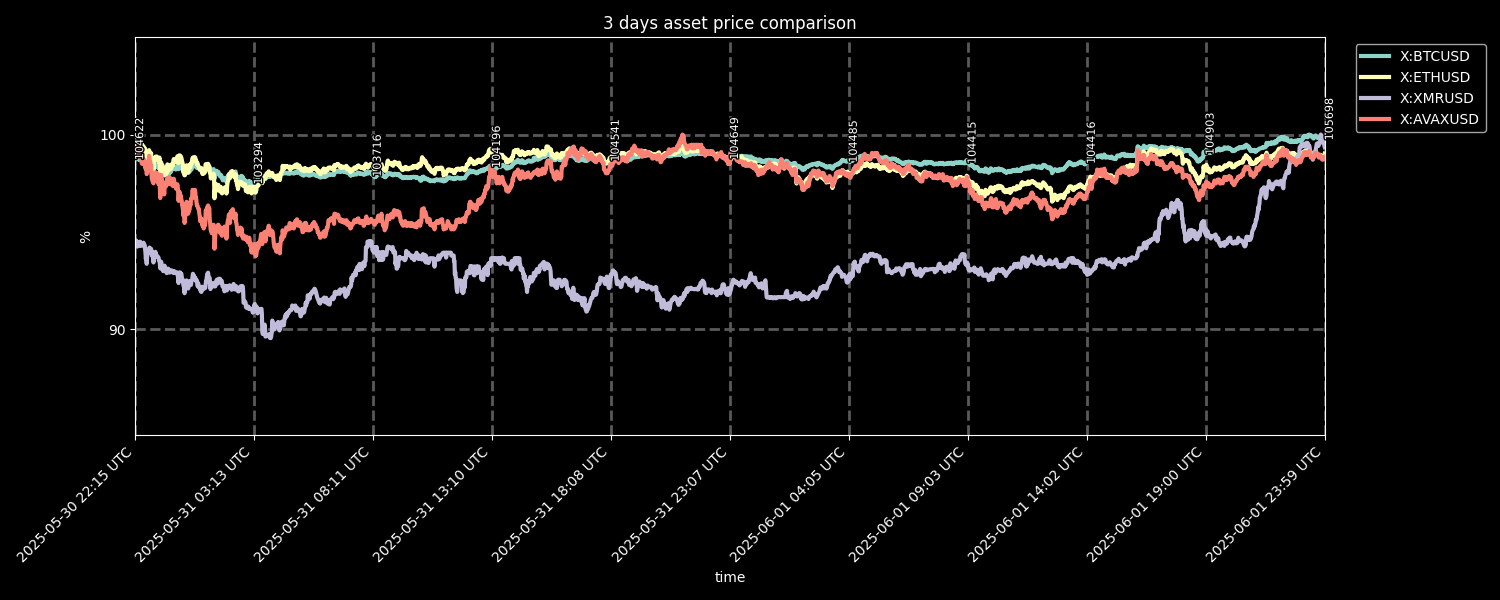 3 days asset price comparison
X:BTCUSD
X:ETHUSD
X:XMRUSD
X:AVAXUSD
%
100
90
104622
103294
103716
104196
104541
104649
104485
104415
104416
104903
105698
2025-05-30 22:15 UTC
2025-05-31 03:13 UTC
2025-05-31 08:11 UTC
2025-05-31 13:10 UTC
2025-05-31 18:08 UTC
2025-05-31 23:07 UTC
2025-06-01 04:05 UTC
2025-06-01 09:03 UTC
2025-06-01 14:02 UTC
2025-06-01 19:00 UTC
2025-06-01 23:59 UTC
time